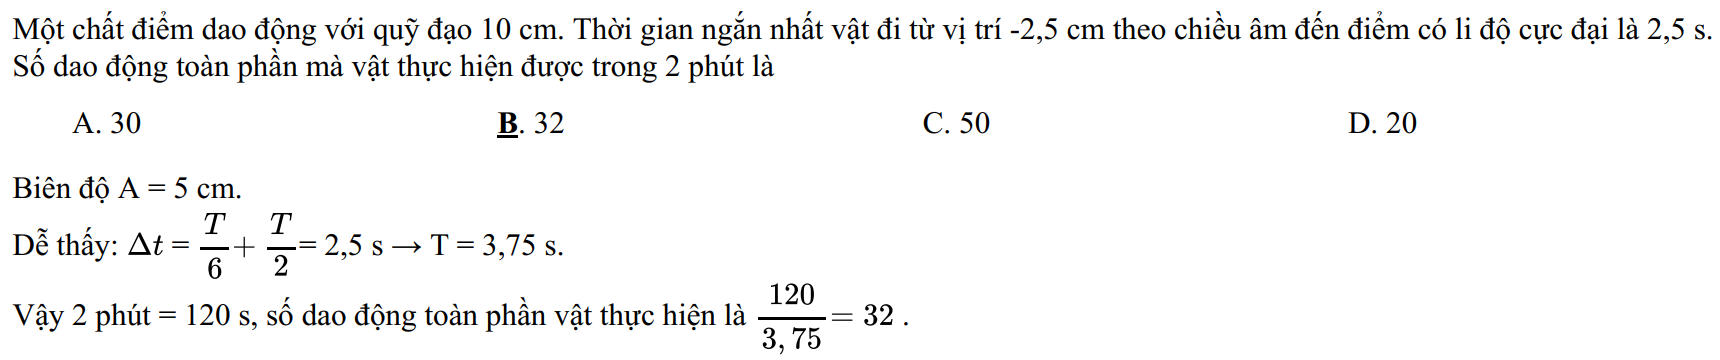 Một chất điểm dao động với quỹ đạo 10 cm. Thời gian ngắn nhất vật đi từ vị trí -2,5 cm theo chiều âm đến điểm có li độ cực đại là 2,5 s.
Số dao động toàn phần mà vật thực hiện được trong 2 phút là
A. 30 B. 32 C. 50 D. 20
Biên độ A = 5 cm.
Dễ thấy: Δt = T/6 + T/2 = 2,5 s → T = 3,75 s.
Vậy 2 phút = 120 s, số dao động toàn phần vật thực hiện là 120/3,75 = 32 .